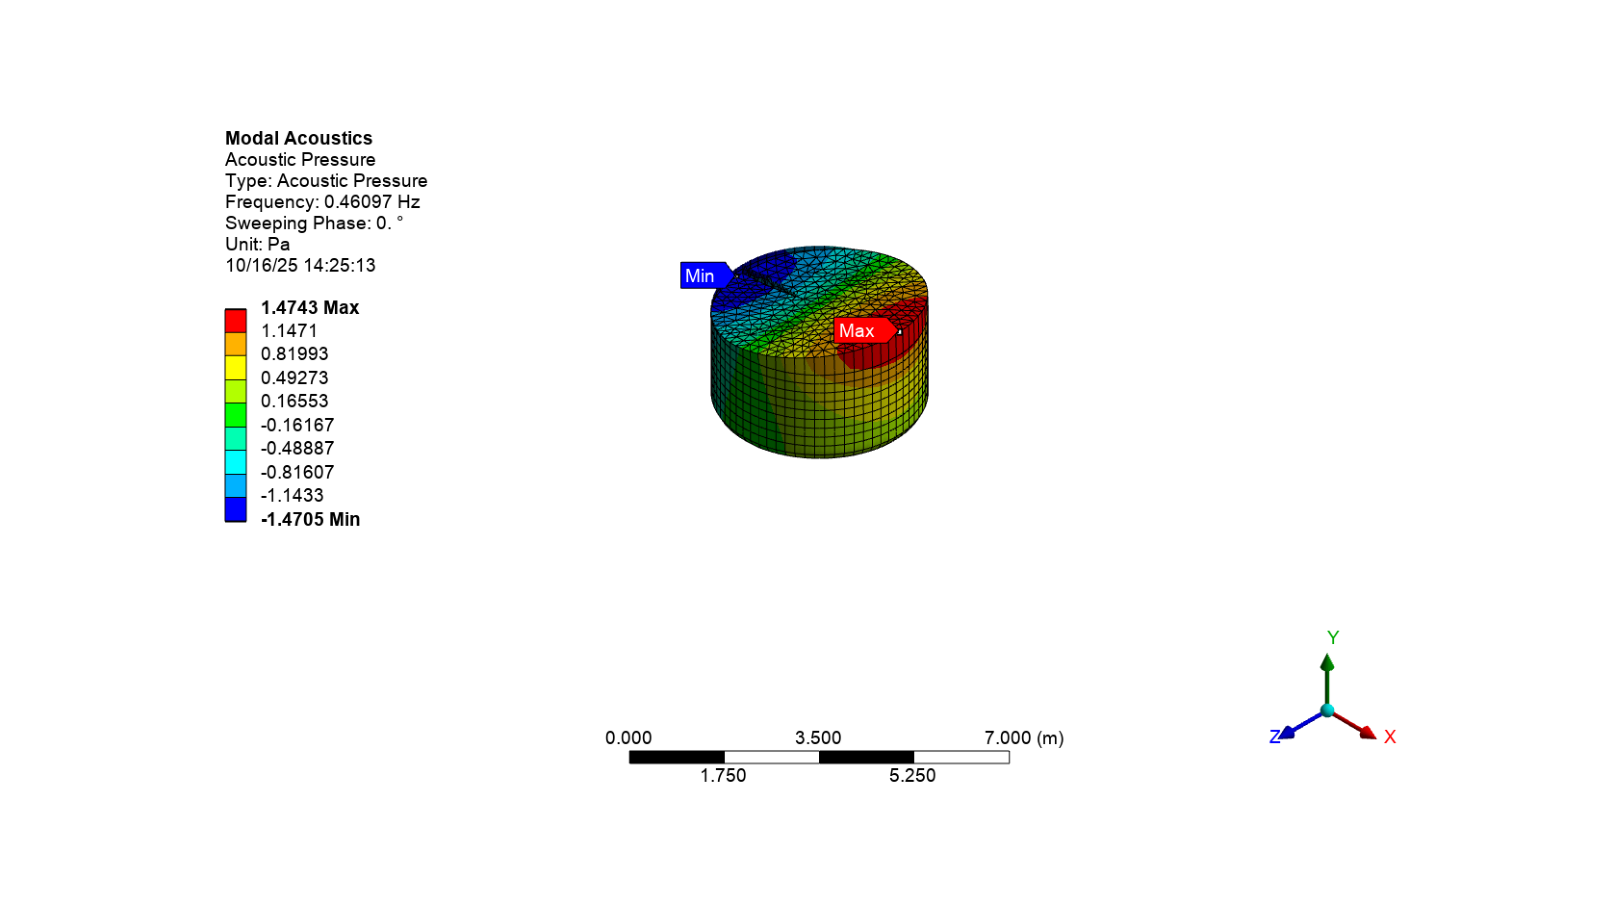 Modal Acoustics
Acoustic Pressure
Type: Acoustic Pressure
Frequency: 0.46097 Hz
Sweeping Phase: 0. °
Unit: Pa
10/16/25 14:25:13
1.4743 Max
1.1471
0.81993
0.49273
0.16553
-0.16167
-0.48887
-0.81607
-1.1433
-1.4705 Min
Min
Max
0.000 3.500 7.000 (m)
1.750 5.250
Y
Z X